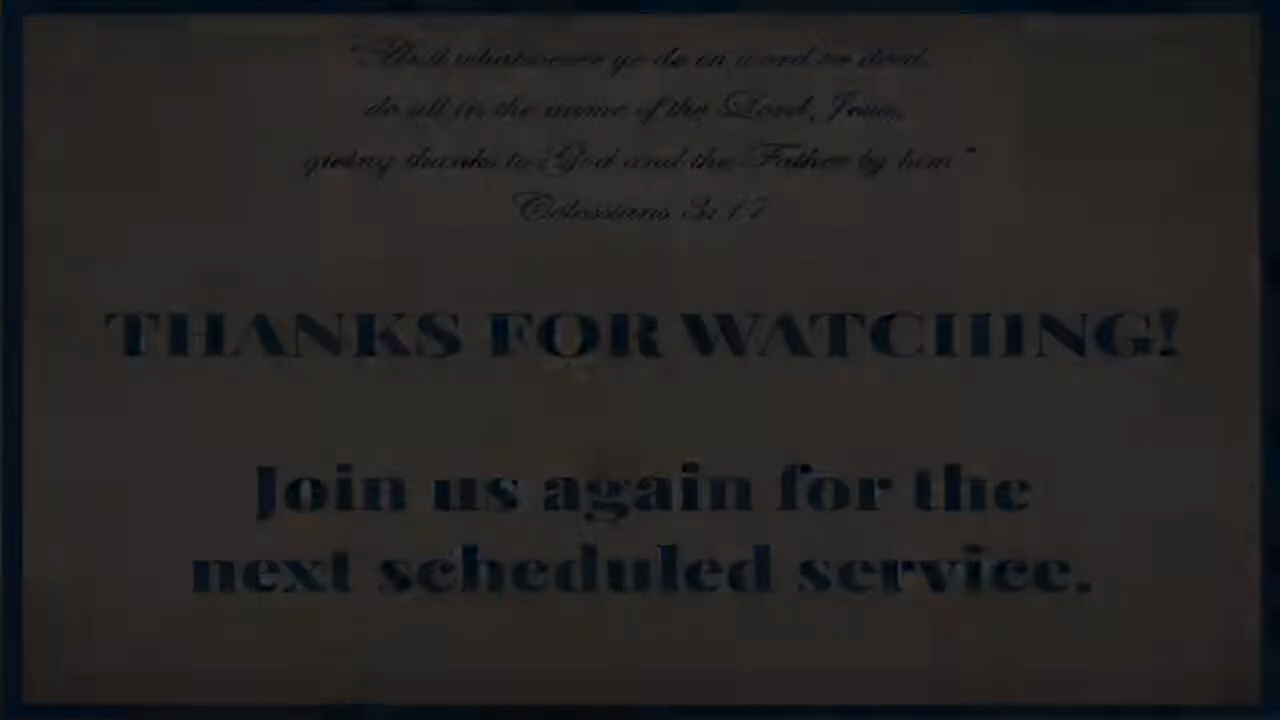 "And whatsoever ye do in word or deed,
do all in the name of the Lord, Jesus,
giving thanks to God and the Father by him."
Colossians 3:17
THANKS FOR WATCHING!
Join us again for the
next scheduled service.